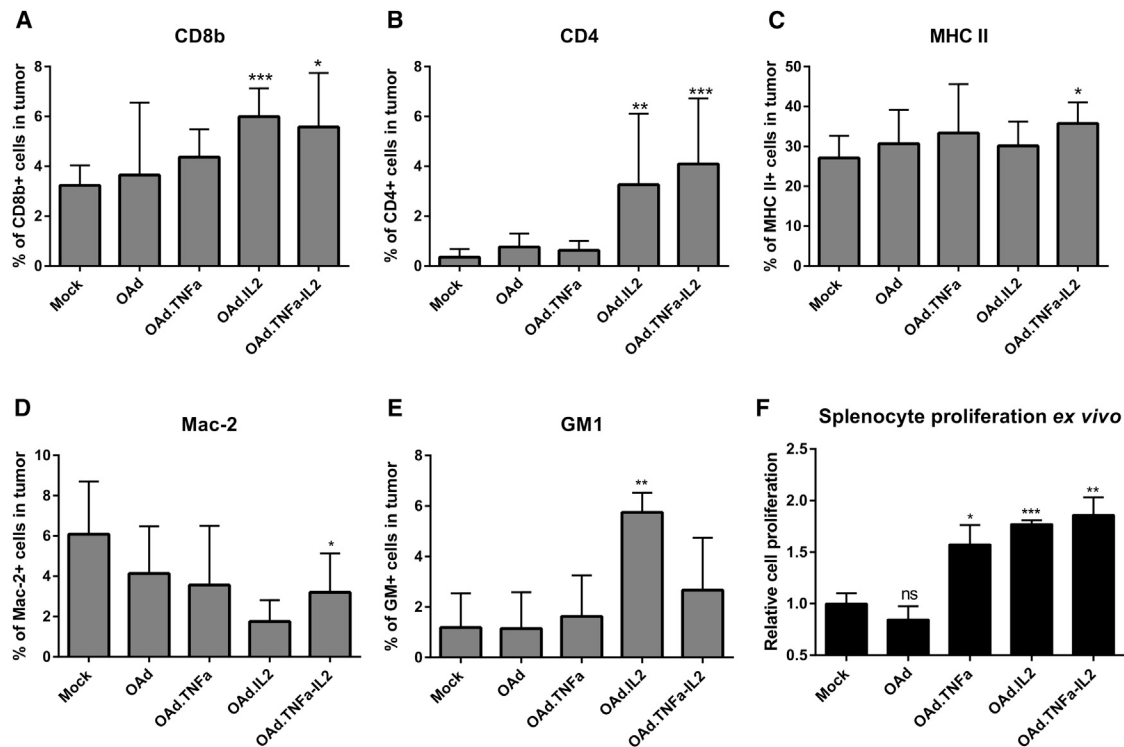 A
CD8b
% of CD8b+ cells in tumor
8
6
4
2
0
***
*
Mock
OAd
OAd.TNFa
OAd.IL2
OAd.TNFa-IL2
B
CD4
% of CD4+ cells in tumor
8
6
4
2
0
**
***
Mock
OAd
OAd.TNFa
OAd.IL2
OAd.TNFa-IL2
C
MHC II
% of MHC II+ cells in tumor
50
40
30
20
10
0
*
Mock
OAd
OAd.TNFa
OAd.IL2
OAd.TNFa-IL2
D
Mac-2
% of Mac-2+ cells in tumor
10
8
6
4
2
0
*
Mock
OAd
OAd.TNFa
OAd.IL2
OAd.TNFa-IL2
E
GM1
% of GM+ cells in tumor
8
6
4
2
0
**
Mock
OAd
OAd.TNFa
OAd.IL2
OAd.TNFa-IL2
F
Splenocyte proliferation ex vivo
Relative cell proliferation
2.5
2.0
1.5
1.0
0.5
ns
*
***
**
Mock
OAd
OAd.TNFa
OAd.IL2
OAd.TNFa-IL2